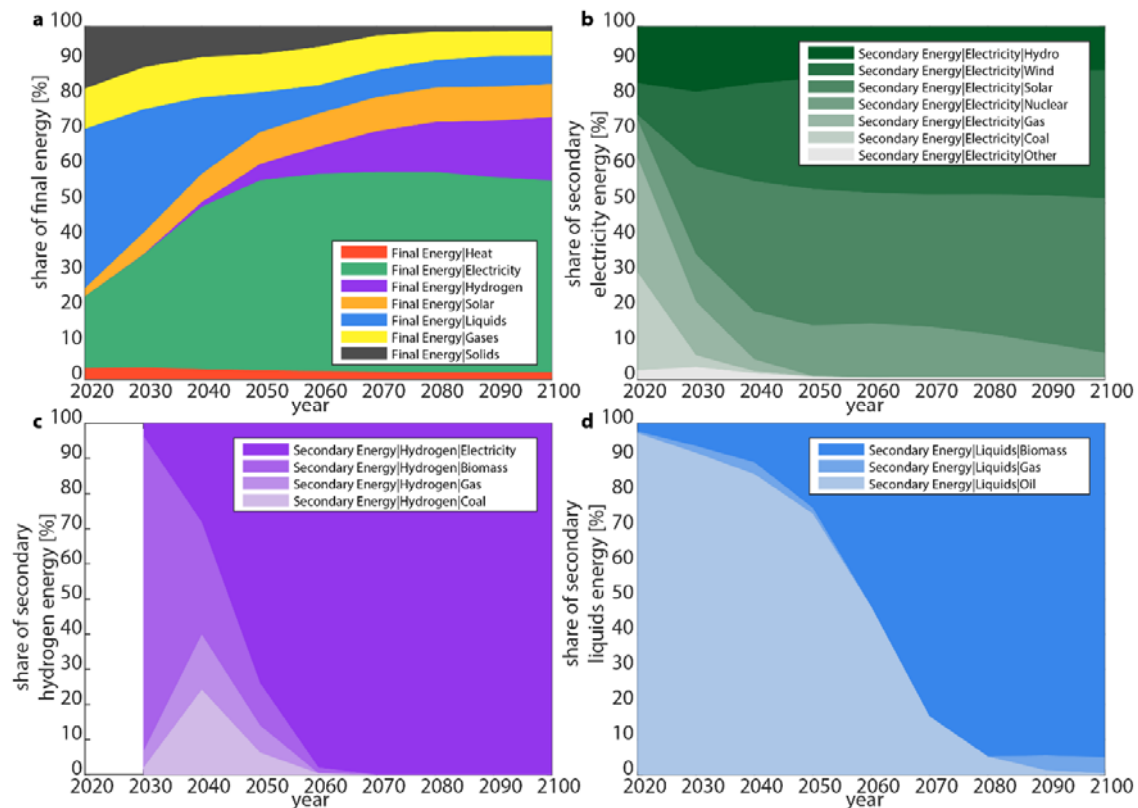 a
100
90
80
70
60
50
40
30
20
10
0
share of final energy [%]
Final Energy|Heat
Final Energy|Electricity
Final Energy|Hydrogen
Final Energy|Solar
Final Energy|Liquids
Final Energy|Gases
Final Energy|Solids
2020 2030 2040 2050 2060 2070 2080 2090 2100
year
b
100
90
80
70
60
50
40
30
20
10
0
share of secondary
electricity energy [%]
Secondary Energy|Electricity|Hydro
Secondary Energy|Electricity|Wind
Secondary Energy|Electricity|Solar
Secondary Energy|Electricity|Nuclear
Secondary Energy|Electricity|Gas
Secondary Energy|Electricity|Coal
Secondary Energy|Electricity|Other
2020 2030 2040 2050 2060 2070 2080 2090 2100
year
c
100
90
80
70
60
50
40
30
20
10
0
share of secondary
hydrogen energy [%]
Secondary Energy|Hydrogen|Electricity
Secondary Energy|Hydrogen|Biomass
Secondary Energy|Hydrogen|Gas
Secondary Energy|Hydrogen|Coal
2020 2030 2040 2050 2060 2070 2080 2090 2100
year
d
100
90
80
70
60
50
40
30
20
10
0
share of secondary
liquids energy [%]
Secondary Energy|Liquids|Biomass
Secondary Energy|Liquids|Gas
Secondary Energy|Liquids|Oil
2020 2030 2040 2050 2060 2070 2080 2090 2100
year